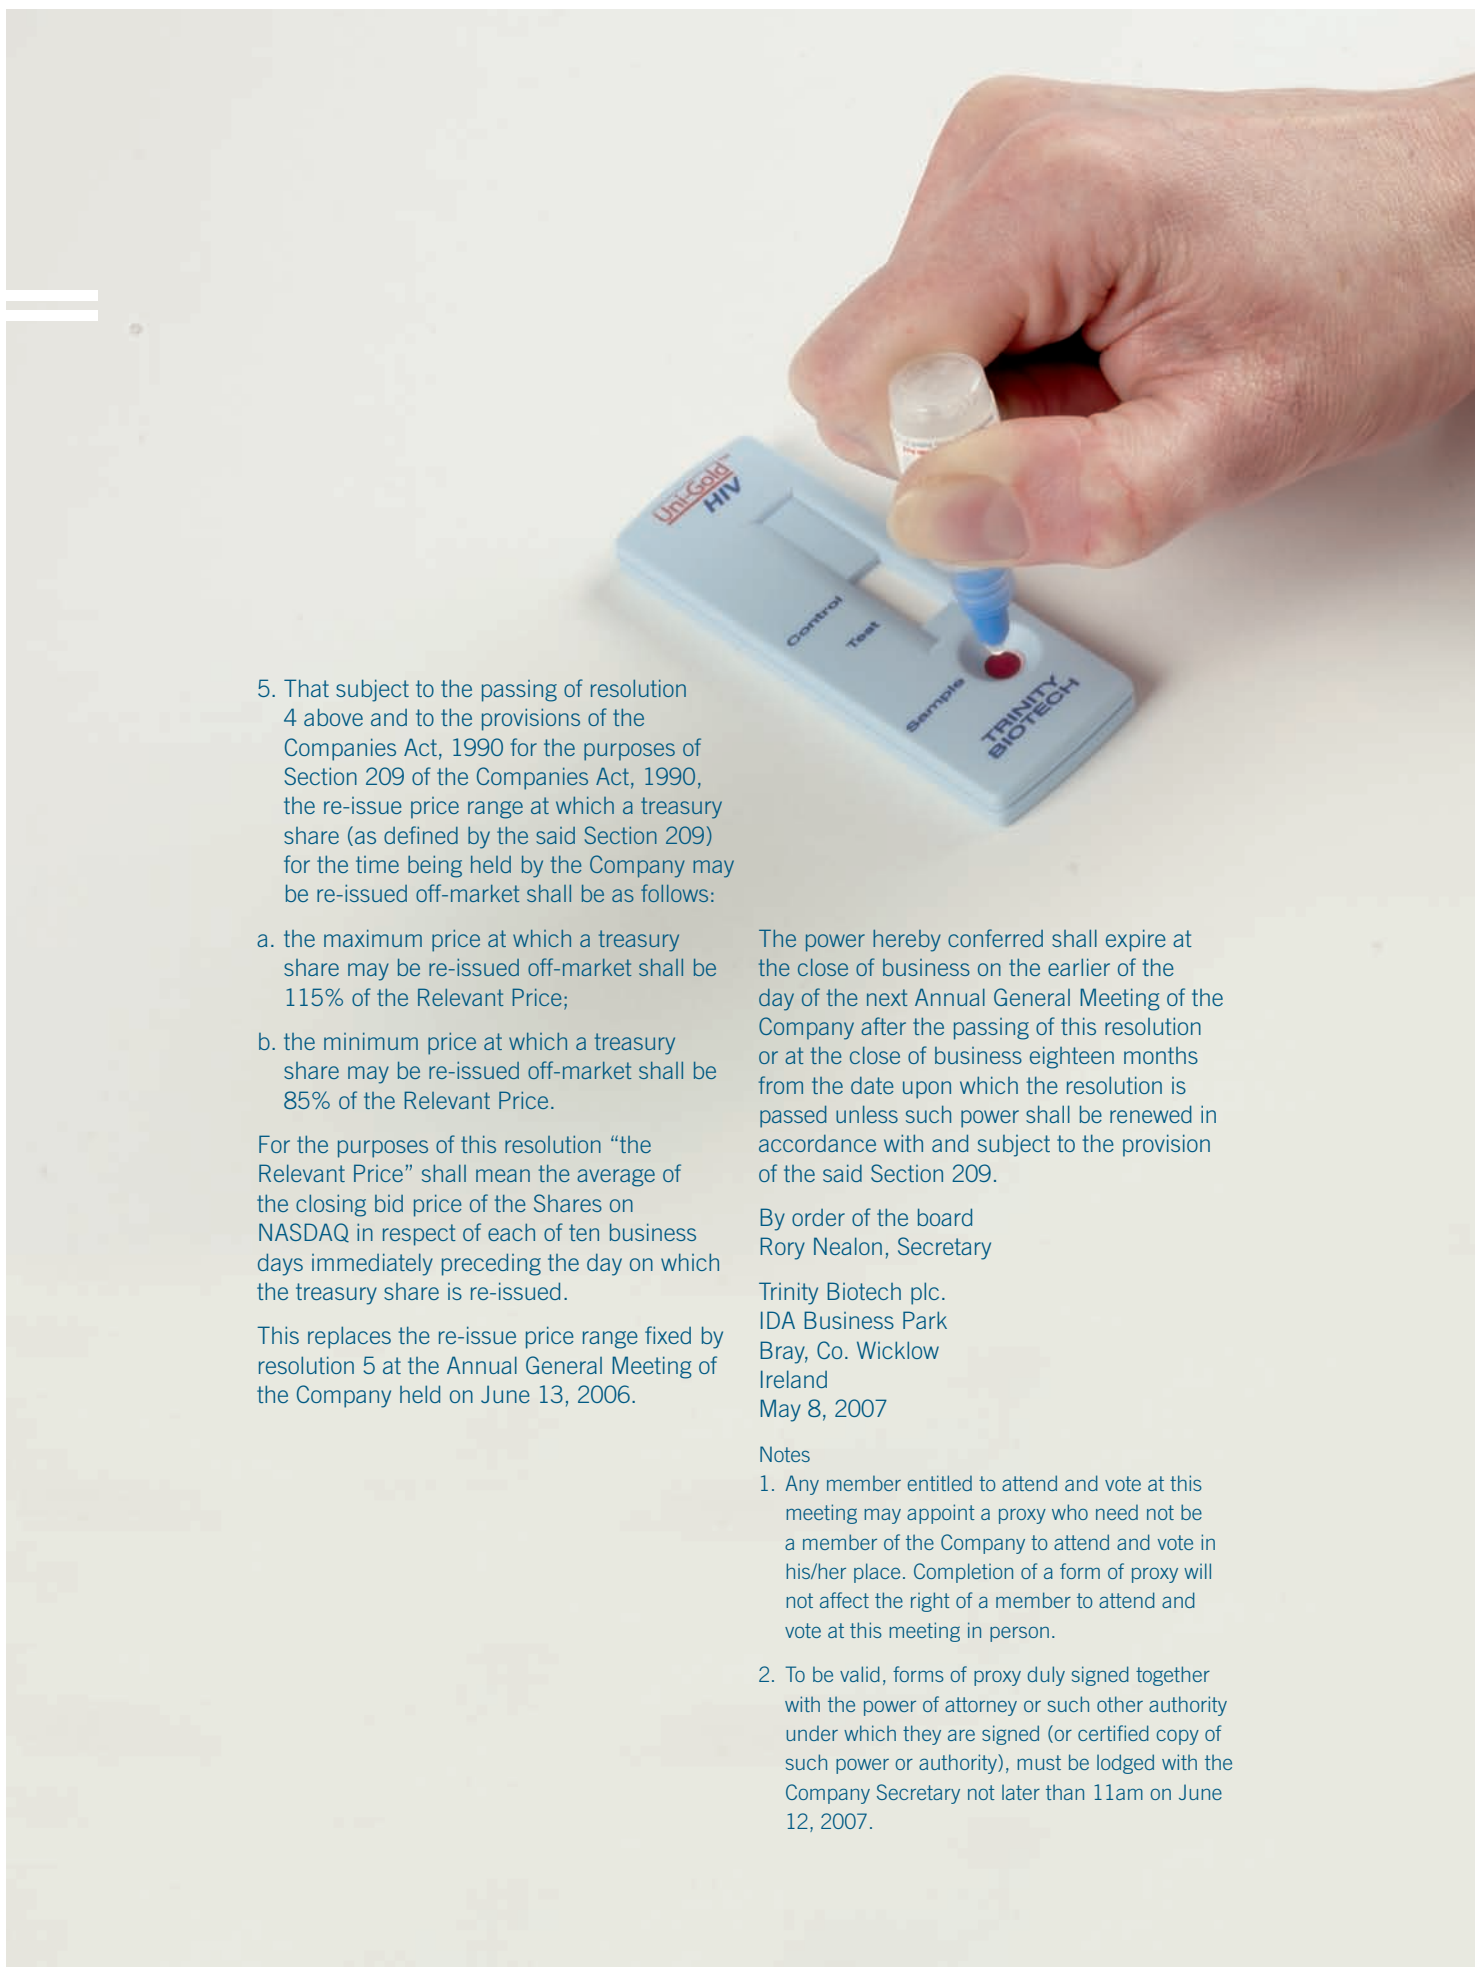 Uni-Gold™
HIV
Control
Test
Sample
TRINITY
BIOTECH
5. That subject to the passing of resolution
4 above and to the provisions of the
Companies Act, 1990 for the purposes of
Section 209 of the Companies Act, 1990,
the re-issue price range at which a treasury
share (as defined by the said Section 209)
for the time being held by the Company may
be re-issued off-market shall be as follows:
a. the maximum price at which a treasury
share may be re-issued off-market shall be
115% of the Relevant Price;
b. the minimum price at which a treasury
share may be re-issued off-market shall be
85% of the Relevant Price.
For the purposes of this resolution “the
Relevant Price” shall mean the average of
the closing bid price of the Shares on
NASDAQ in respect of each of ten business
days immediately preceding the day on which
the treasury share is re-issued.
This replaces the re-issue price range fixed by
resolution 5 at the Annual General Meeting of
the Company held on June 13, 2006.
The power hereby conferred shall expire at
the close of business on the earlier of the
day of the next Annual General Meeting of the
Company after the passing of this resolution
or at the close of business eighteen months
from the date upon which the resolution is
passed unless such power shall be renewed in
accordance with and subject to the provision
of the said Section 209.
By order of the board
Rory Nealon, Secretary
Trinity Biotech plc.
IDA Business Park
Bray, Co. Wicklow
Ireland
May 8, 2007
Notes
1. Any member entitled to attend and vote at this
meeting may appoint a proxy who need not be
a member of the Company to attend and vote in
his/her place. Completion of a form of proxy will
not affect the right of a member to attend and
vote at this meeting in person.
2. To be valid, forms of proxy duly signed together
with the power of attorney or such other authority
under which they are signed (or certified copy of
such power or authority), must be lodged with the
Company Secretary not later than 11am on June
12, 2007.